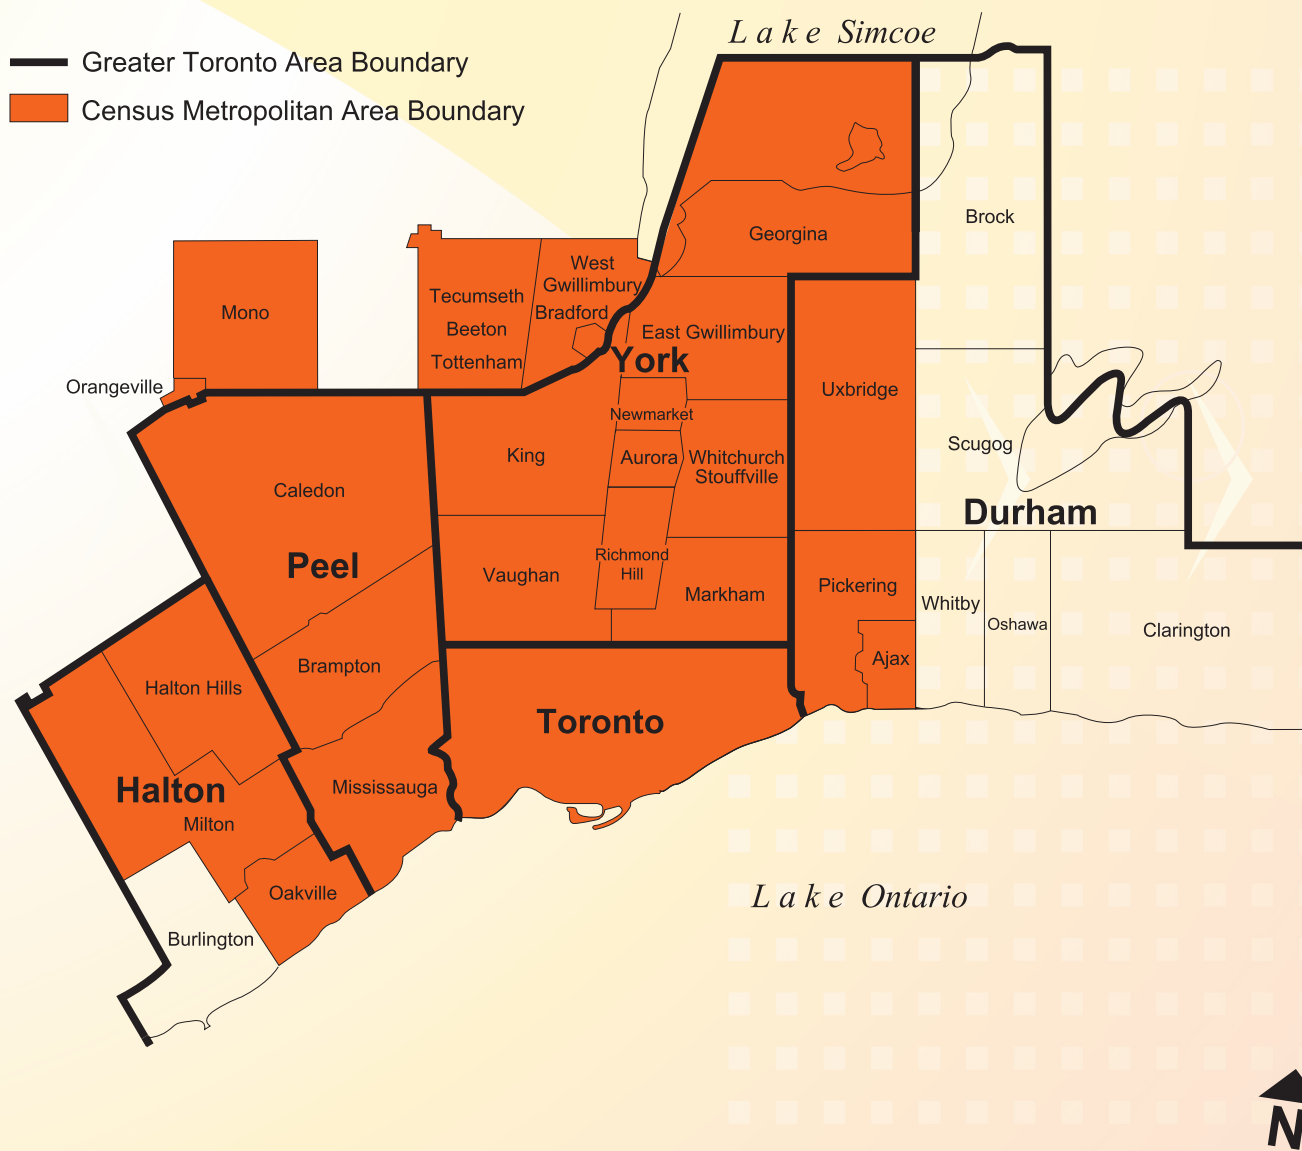 Lake Simcoe
Greater Toronto Area Boundary
Census Metropolitan Area Boundary
Brock
Georgina
West
Gwillimbury
Tecumseth
Mono
Bradford
Beeton
East Gwillimbury
Tottenham
York
Orangeville
Uxbridge
Newmarket
Scugog
King
Aurora
Whitchurch
Stouffville
Caledon
Durham
Peel
Richmond
Hill
Vaughan
Pickering
Markham
Whitby
Oshawa
Clarington
Brampton
Ajax
Halton Hills
Toronto
Halton
Mississauga
Milton
Oakville
Lake Ontario
Burlington
N